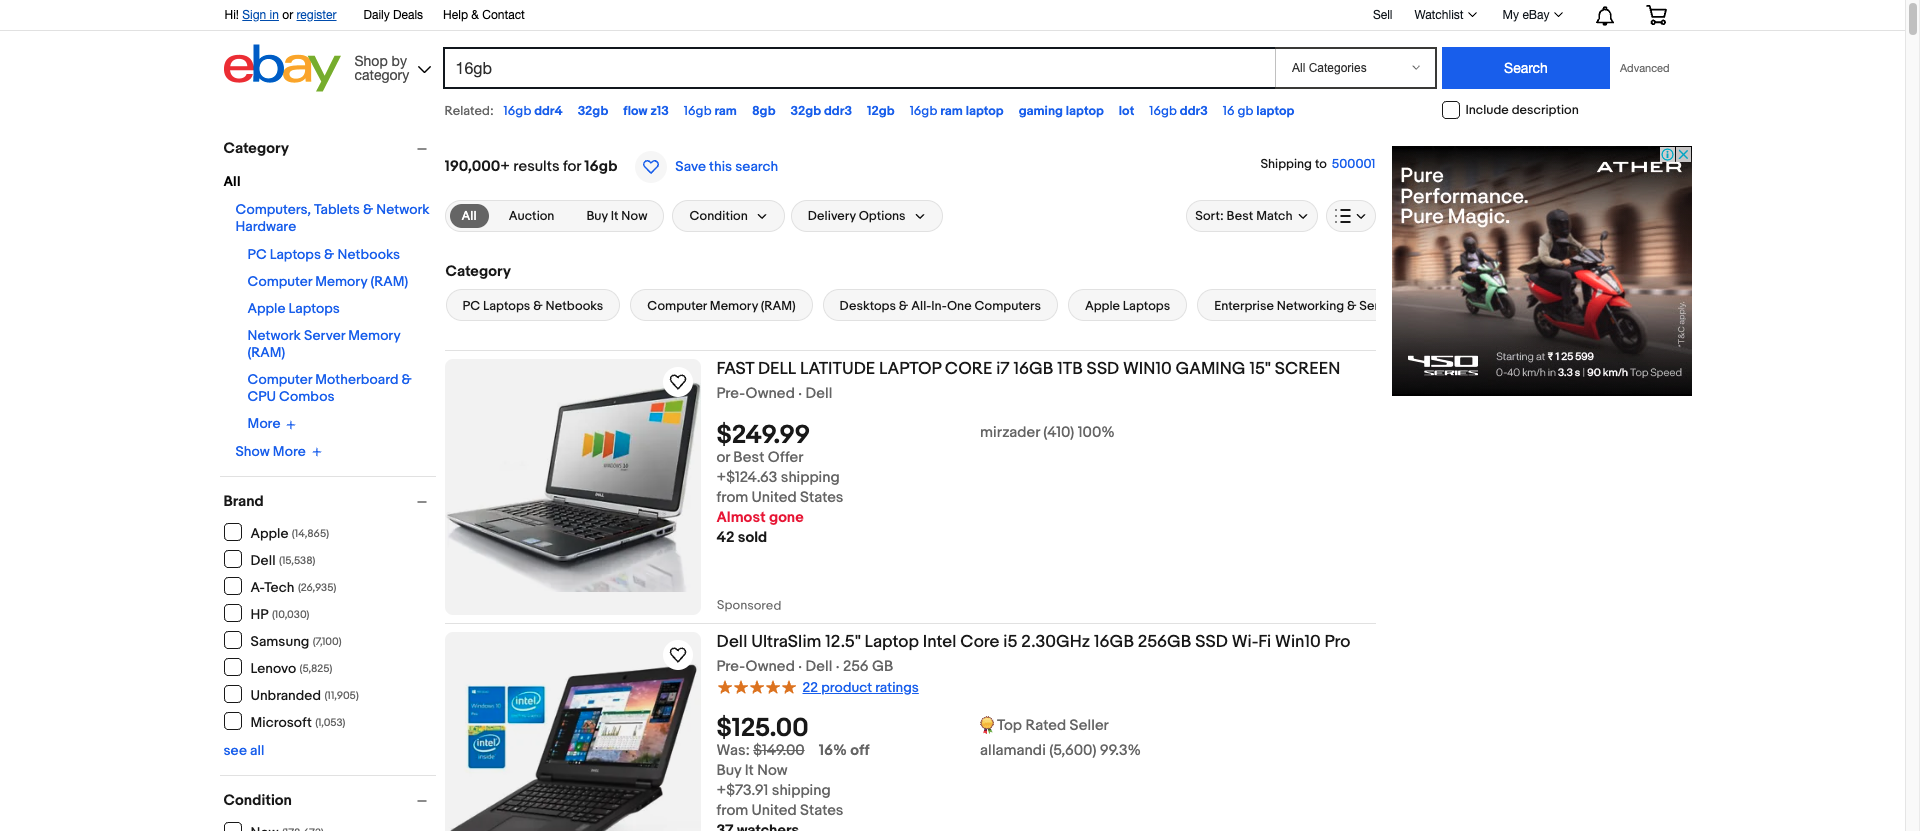 Hi! Sign in or register
Daily Deals
Help & Contact
Sell
Watchlist
My eBay
ebay
Shop by
category
16gb
All Categories
Search
Advanced
Related: 16gb ddr4 32gb flow z13 16gb ram 8gb 32gb ddr3 12gb 16gb ram laptop gaming laptop lot 16gb ddr3 16 gb laptop
Include description
Category
All
Computers, Tablets & Network
Hardware
PC Laptops & Netbooks
Computer Memory (RAM)
Apple Laptops
Network Server Memory
(RAM)
Computer Motherboard &
CPU Combos
More
Show More
Brand
Apple (14,865)
Dell (15,538)
A-Tech (26,935)
HP (10,030)
Samsung (7,100)
Lenovo (5,825)
Unbranded (11,905)
Microsoft (1,053)
see all
Condition
190,000+ results for 16gb
Save this search
Shipping to 500001
All
Auction
Buy It Now
Condition
Delivery Options
Sort: Best Match
Category
PC Laptops & Netbooks
Computer Memory (RAM)
Desktops & All-In-One Computers
Apple Laptops
Enterprise Networking & Ser
FAST DELL LATITUDE LAPTOP CORE i7 16GB 1TB SSD WIN10 GAMING 15" SCREEN
Pre-Owned · Dell
$249.99
or Best Offer
+$124.63 shipping
from United States
Almost gone
42 sold
mirzader (410) 100%
Sponsored
Dell UltraSlim 12.5" Laptop Intel Core i5 2.30GHz 16GB 256GB SSD Wi-Fi Win10 Pro
Pre-Owned · Dell · 256 GB
22 product ratings
$125.00
Was: $149.00 16% off
Buy It Now
+$73.91 shipping
from United States
37 watchers
Top Rated Seller
allamandi (5,600) 99.3%
intel
intel
inside
Pure
Performance.
Pure Magic.
ATHER
*T&C apply.
450
SERIES
Starting at ₹ 1 25 599
0-40 km/h in 3.3 s | 90 km/h Top Speed